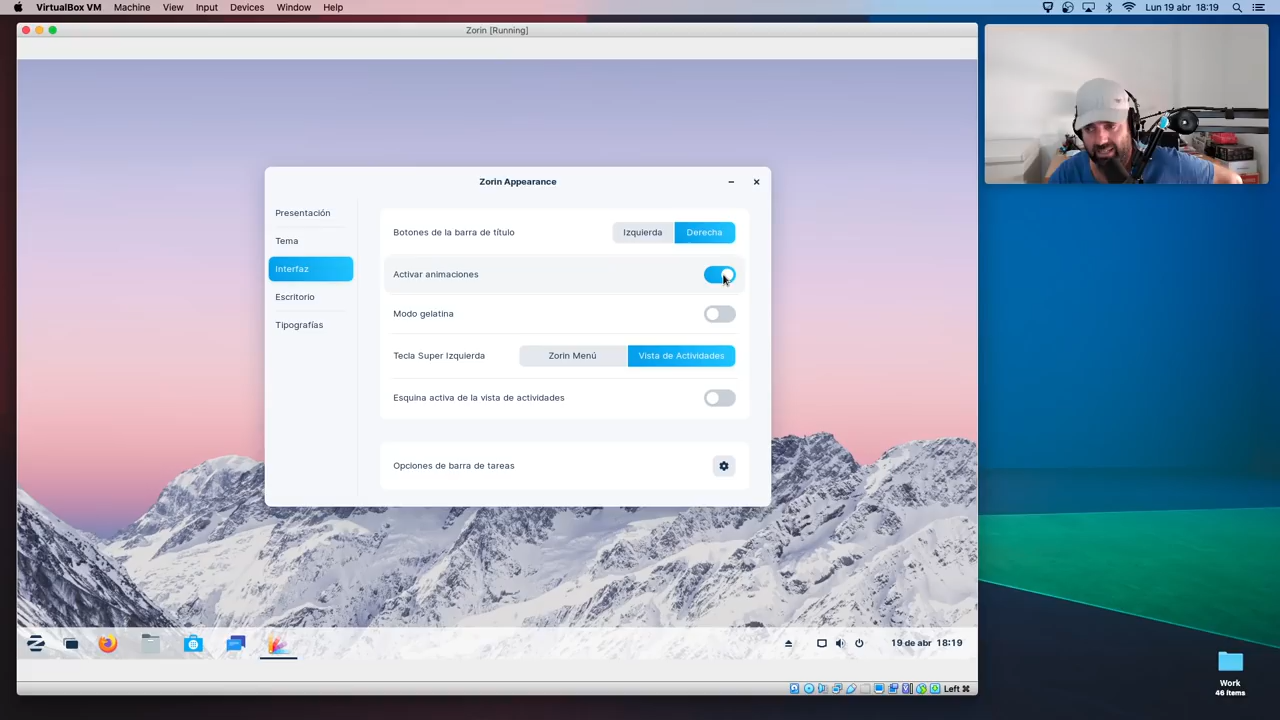 VirtualBox VM Machine View Input Devices Window Help Lun 19 abr 18:19
Zorin [Running]
Zorin Appearance
Presentación
Tema
Interfaz
Escritorio
Tipografías
Botones de la barra de título Izquierda Derecha
Activar animaciones
Modo gelatina
Tecla Super Izquierda Zorin Menú Vista de Actividades
Esquina activa de la vista de actividades
Opciones de barra de tareas
19 de abr 18:19
Left ⌘
Work
46 items